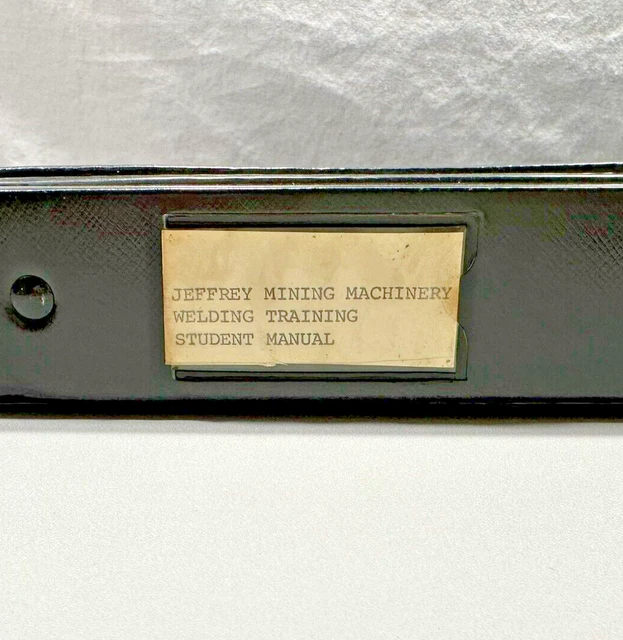 JEFFREY MINING MACHINERY
WELDING TRAINING
STUDENT MANUAL